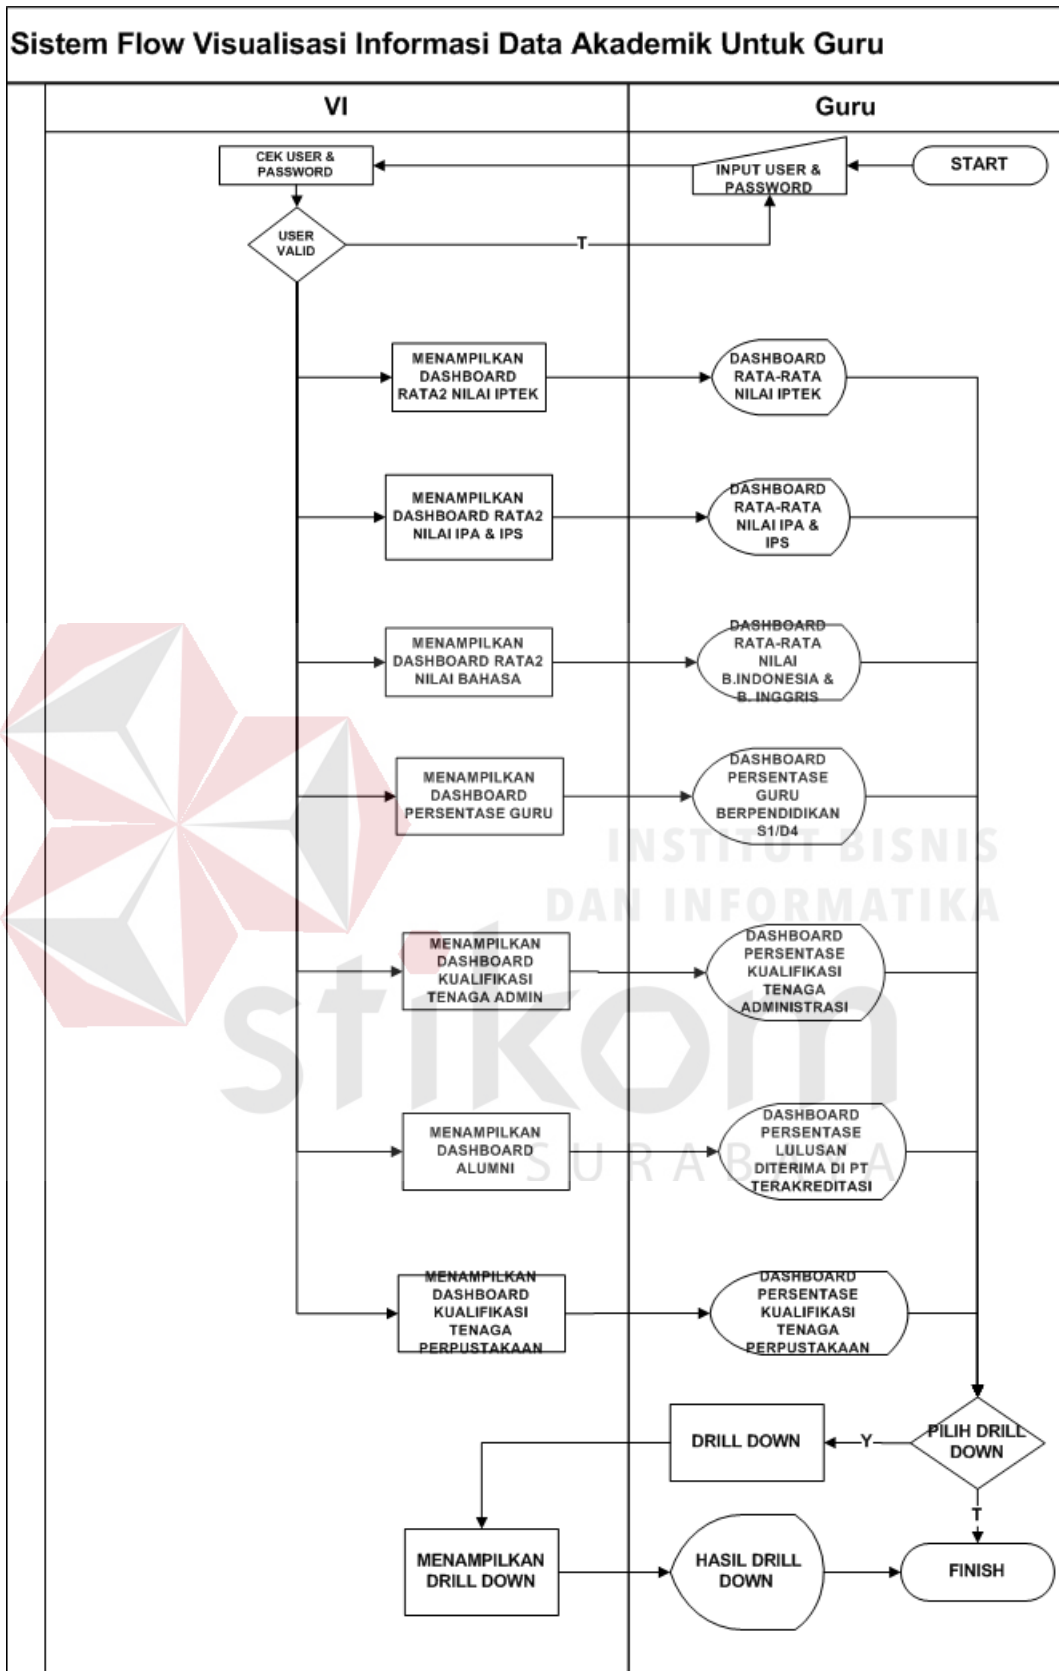 Sistem Flow Visualisasi Informasi Data Akademik Untuk Guru
VI
Guru
CEK USER &
PASSWORD
INPUT USER &
PASSWORD
START
USER
VALID
T
MENAMPILKAN
DASHBOARD
RATA2 NILAI IPTEK
DASHBOARD
RATA-RATA
NILAI IPTEK
MENAMPILKAN
DASHBOARD RATA2
NILAI IPA & IPS
DASHBOARD
RATA-RATA
NILAI IPA &
IPS
MENAMPILKAN
DASHBOARD RATA2
NILAI BAHASA
DASHBOARD
RATA-RATA
NILAI
B.INDONESIA &
B. INGGRIS
MENAMPILKAN
DASHBOARD
PERSENTASE GURU
DASHBOARD
PERSENTASE
GURU
BERPENDIDIKAN
S1/D4
INSTITUT BISNIS
DAN INFORMATIKA
MENAMPILKAN
DASHBOARD
KUALIFIKASI
TENAGA ADMIN
DASHBOARD
PERSENTASE
KUALIFIKASI
TENAGA
ADMINISTRASI
stikom
SURABAYA
MENAMPILKAN
DASHBOARD
ALUMNI
DASHBOARD
PERSENTASE
LULUSAN
DITERIMA DI PT
TERAKREDITASI
MENAMPILKAN
DASHBOARD
KUALIFIKASI
TENAGA
PERPUSTAKAAN
DASHBOARD
PERSENTASE
KUALIFIKASI
TENAGA
PERPUSTAKAAN
DRILL DOWN
Y
PILIH DRILL
DOWN
T
MENAMPILKAN
DRILL DOWN
HASIL DRILL
DOWN
FINISH